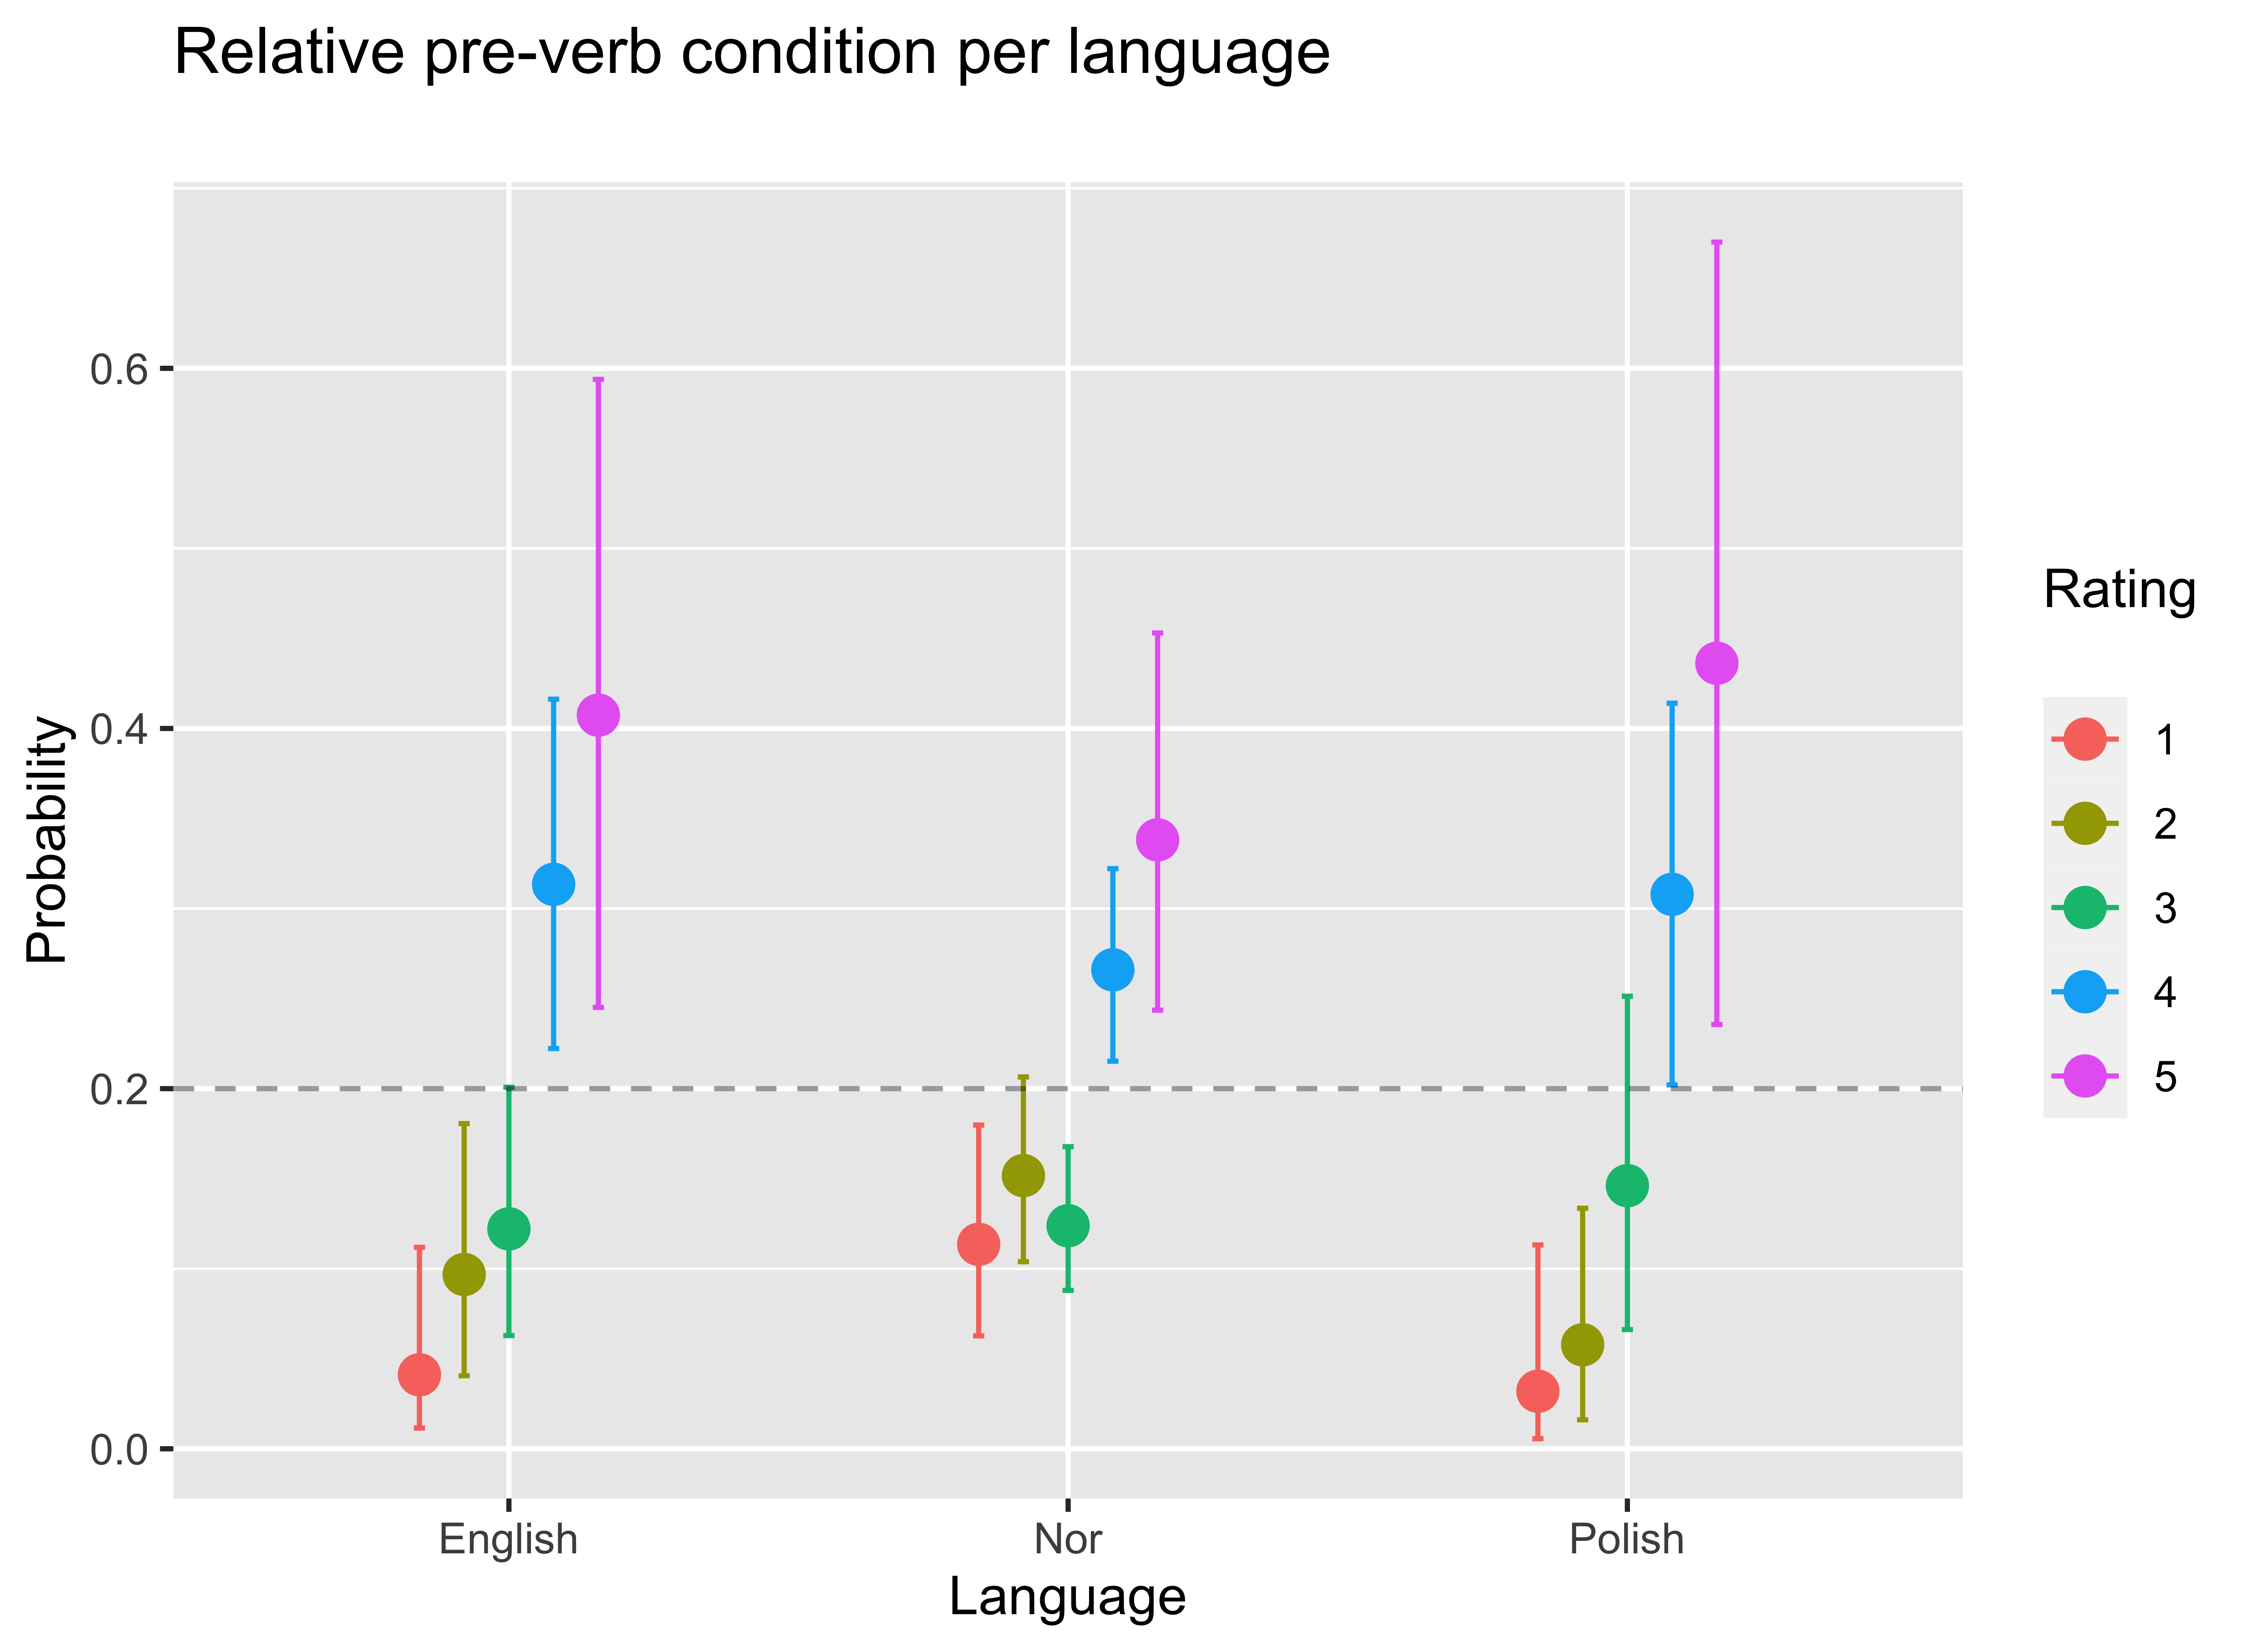 Relative pre-verb condition per language
Probability
0.6
0.4
0.2
0.0
English Nor Polish
Language
Rating
1
2
3
4
5